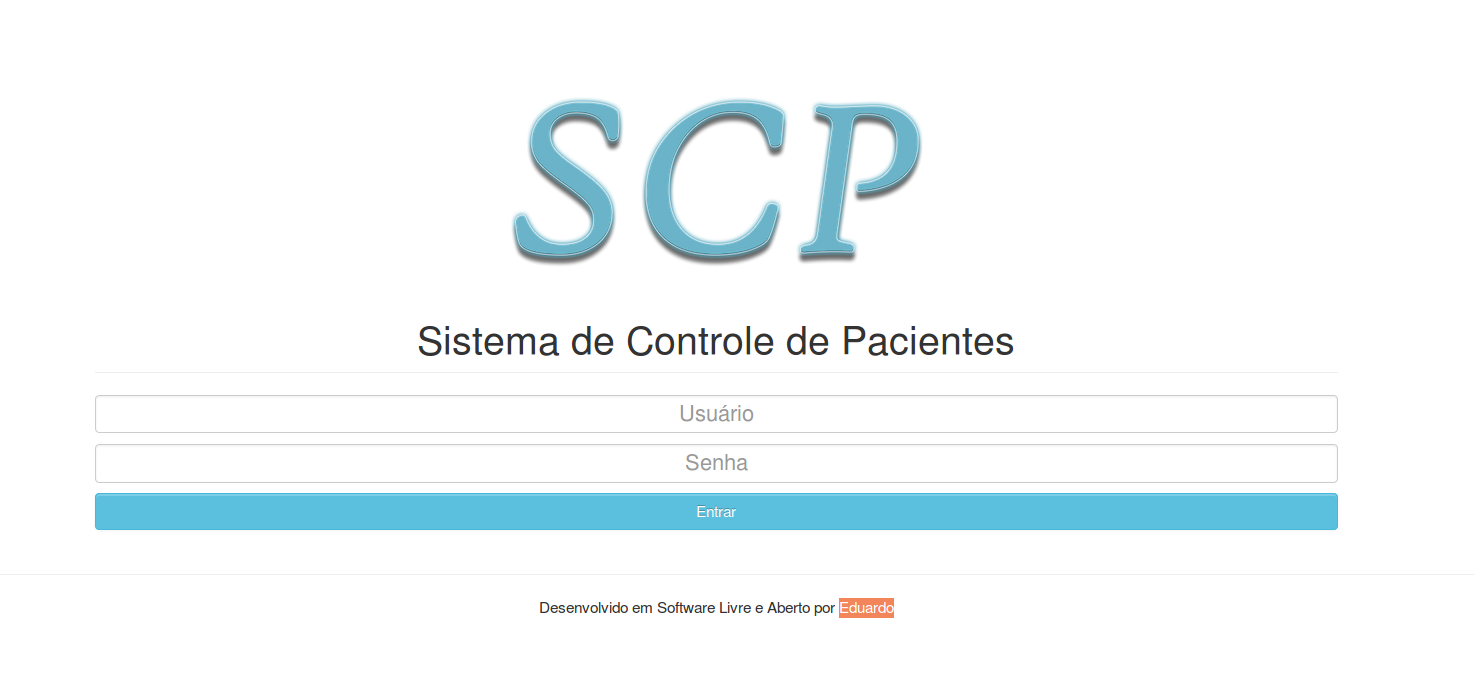 SCP
Sistema de Controle de Pacientes
Usuário
Senha
Entrar
Desenvolvido em Software Livre e Aberto por Eduardo